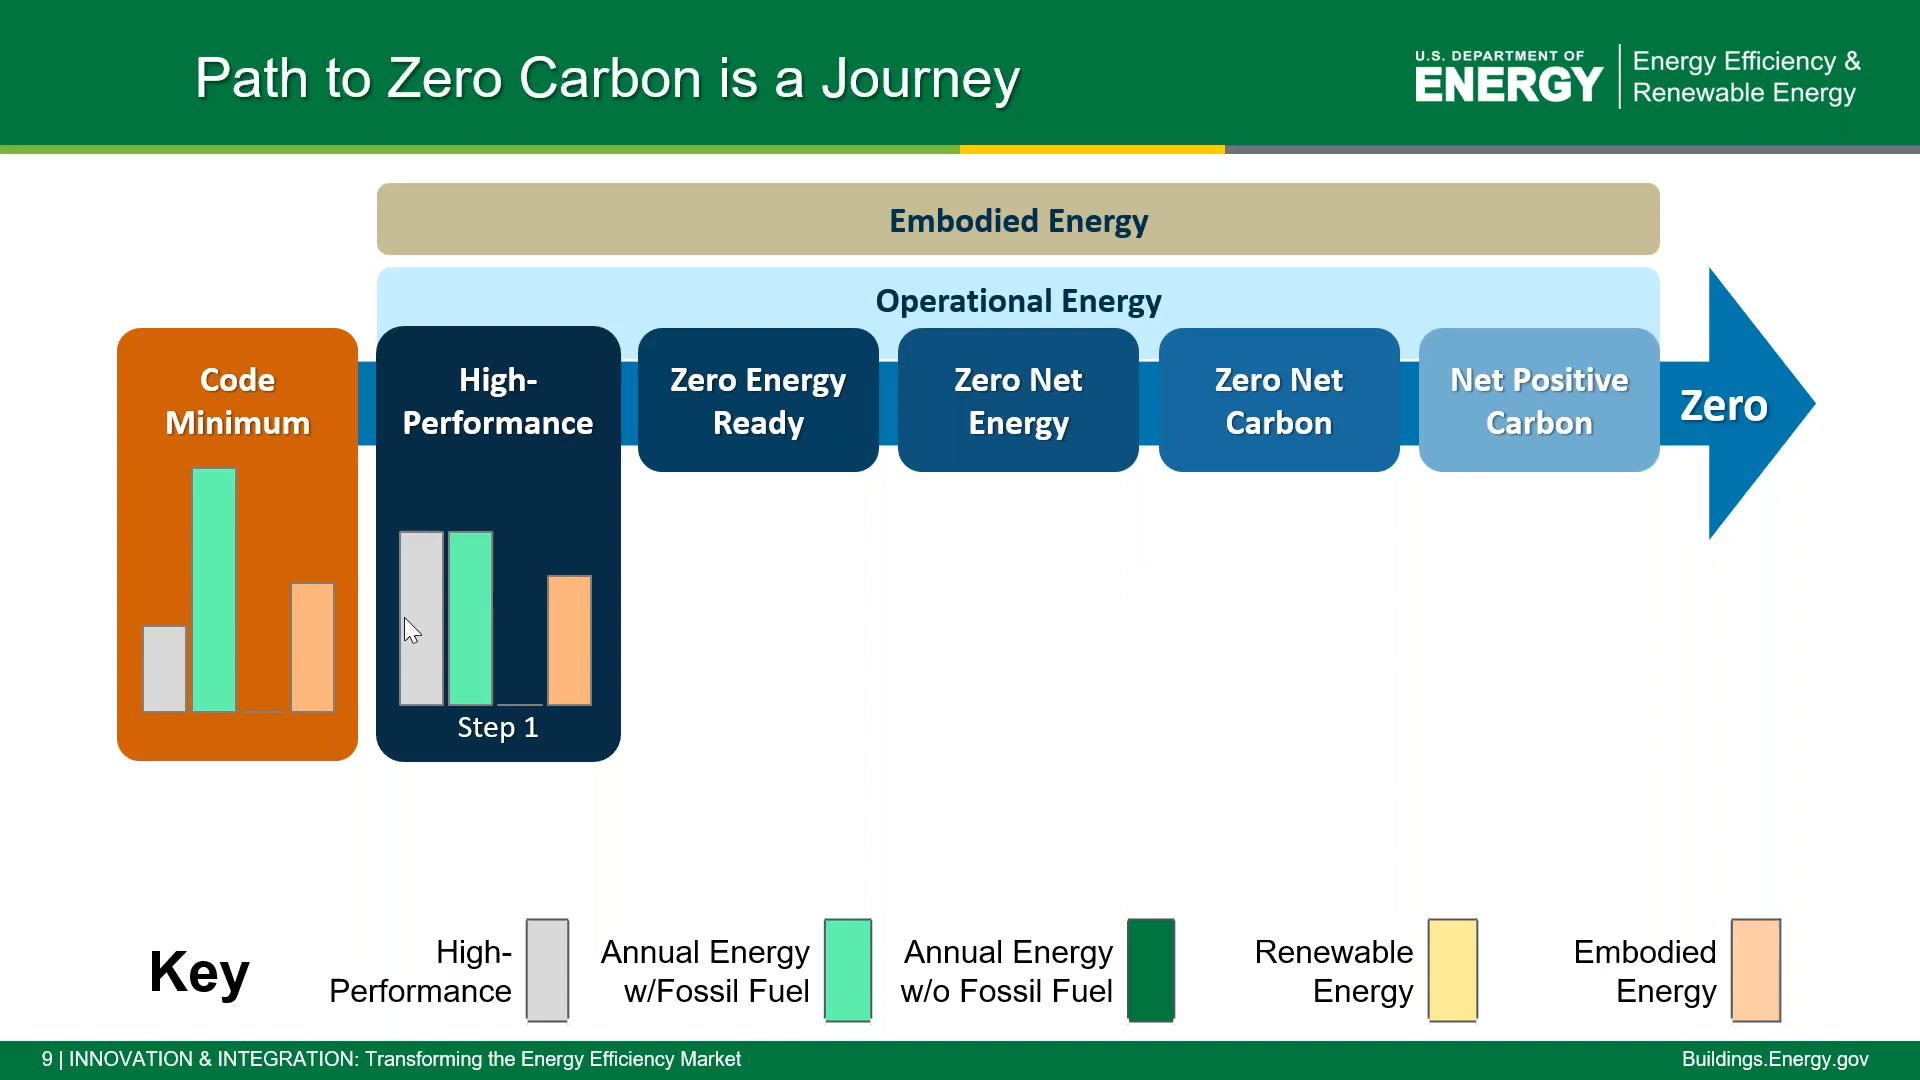 Path to Zero Carbon is a Journey
U.S. DEPARTMENT OF
ENERGY
Energy Efficiency &
Renewable Energy
Embodied Energy
Operational Energy
Code
Minimum
High-
Performance
Zero Energy
Ready
Zero Net
Energy
Zero Net
Carbon
Net Positive
Carbon
Zero
Step 1
Key
High-
Performance
Annual Energy
w/Fossil Fuel
Annual Energy
w/o Fossil Fuel
Renewable
Energy
Embodied
Energy
9 | INNOVATION & INTEGRATION: Transforming the Energy Efficiency Market
Buildings.Energy.gov